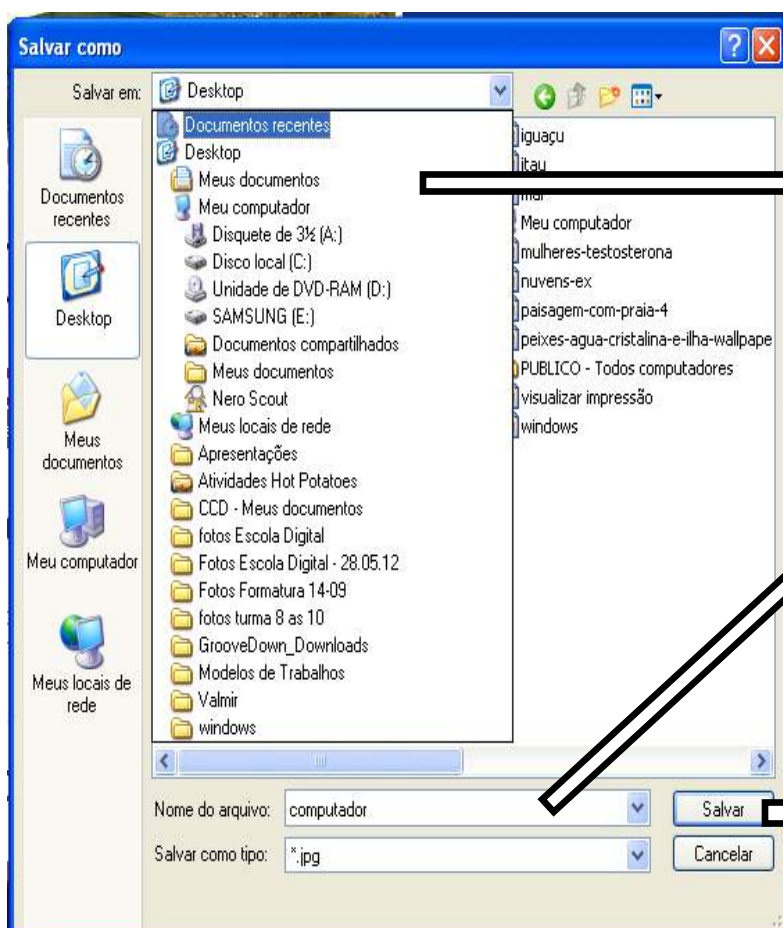 Salvar como
Salvar em:
Desktop
Documentos recentes
Desktop
Meus documentos
Meu computador
Disquete de 3½ (A:)
Disco local (C:)
Unidade de DVD-RAM (D:)
SAMSUNG (E:)
Documentos compartilhados
Meus documentos
Nero Scout
Meus locais de rede
Apresentações
Atividades Hot Potatoes
CCD - Meus documentos
fotos Escola Digital
Fotos Escola Digital - 28.05.12
Fotos Formatura 14-09
fotos turma 8 as 10
GrooveDown_Downloads
Modelos de Trabalhos
Valmir
windows
iguaçu
itau
Meu computador
mulheres-testosterona
nuvens-ex
paisagem-com-praia-4
peixes-agua-cristalina-e-ilha-wallpape
PUBLICO - Todos computadores
visualizar impressão
windows
Documentos
recentes
Desktop
Meus
documentos
Meu computador
Meus locais de
rede
Nome do arquivo:
computador
Salvar
Salvar como tipo:
*.jpg
Cancelar